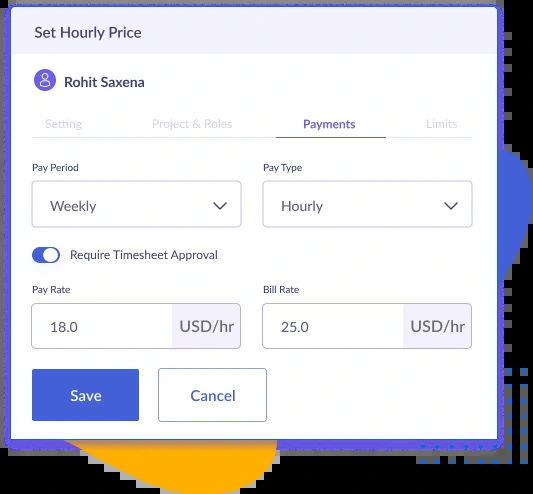 Set Hourly Price
Rohit Saxena
Setting Project & Roles Payments Limits
Pay Period Pay Type
Weekly Hourly
Require Timesheet Approval
Pay Rate Bill Rate
18.0 USD/hr 25.0 USD/hr
Save Cancel